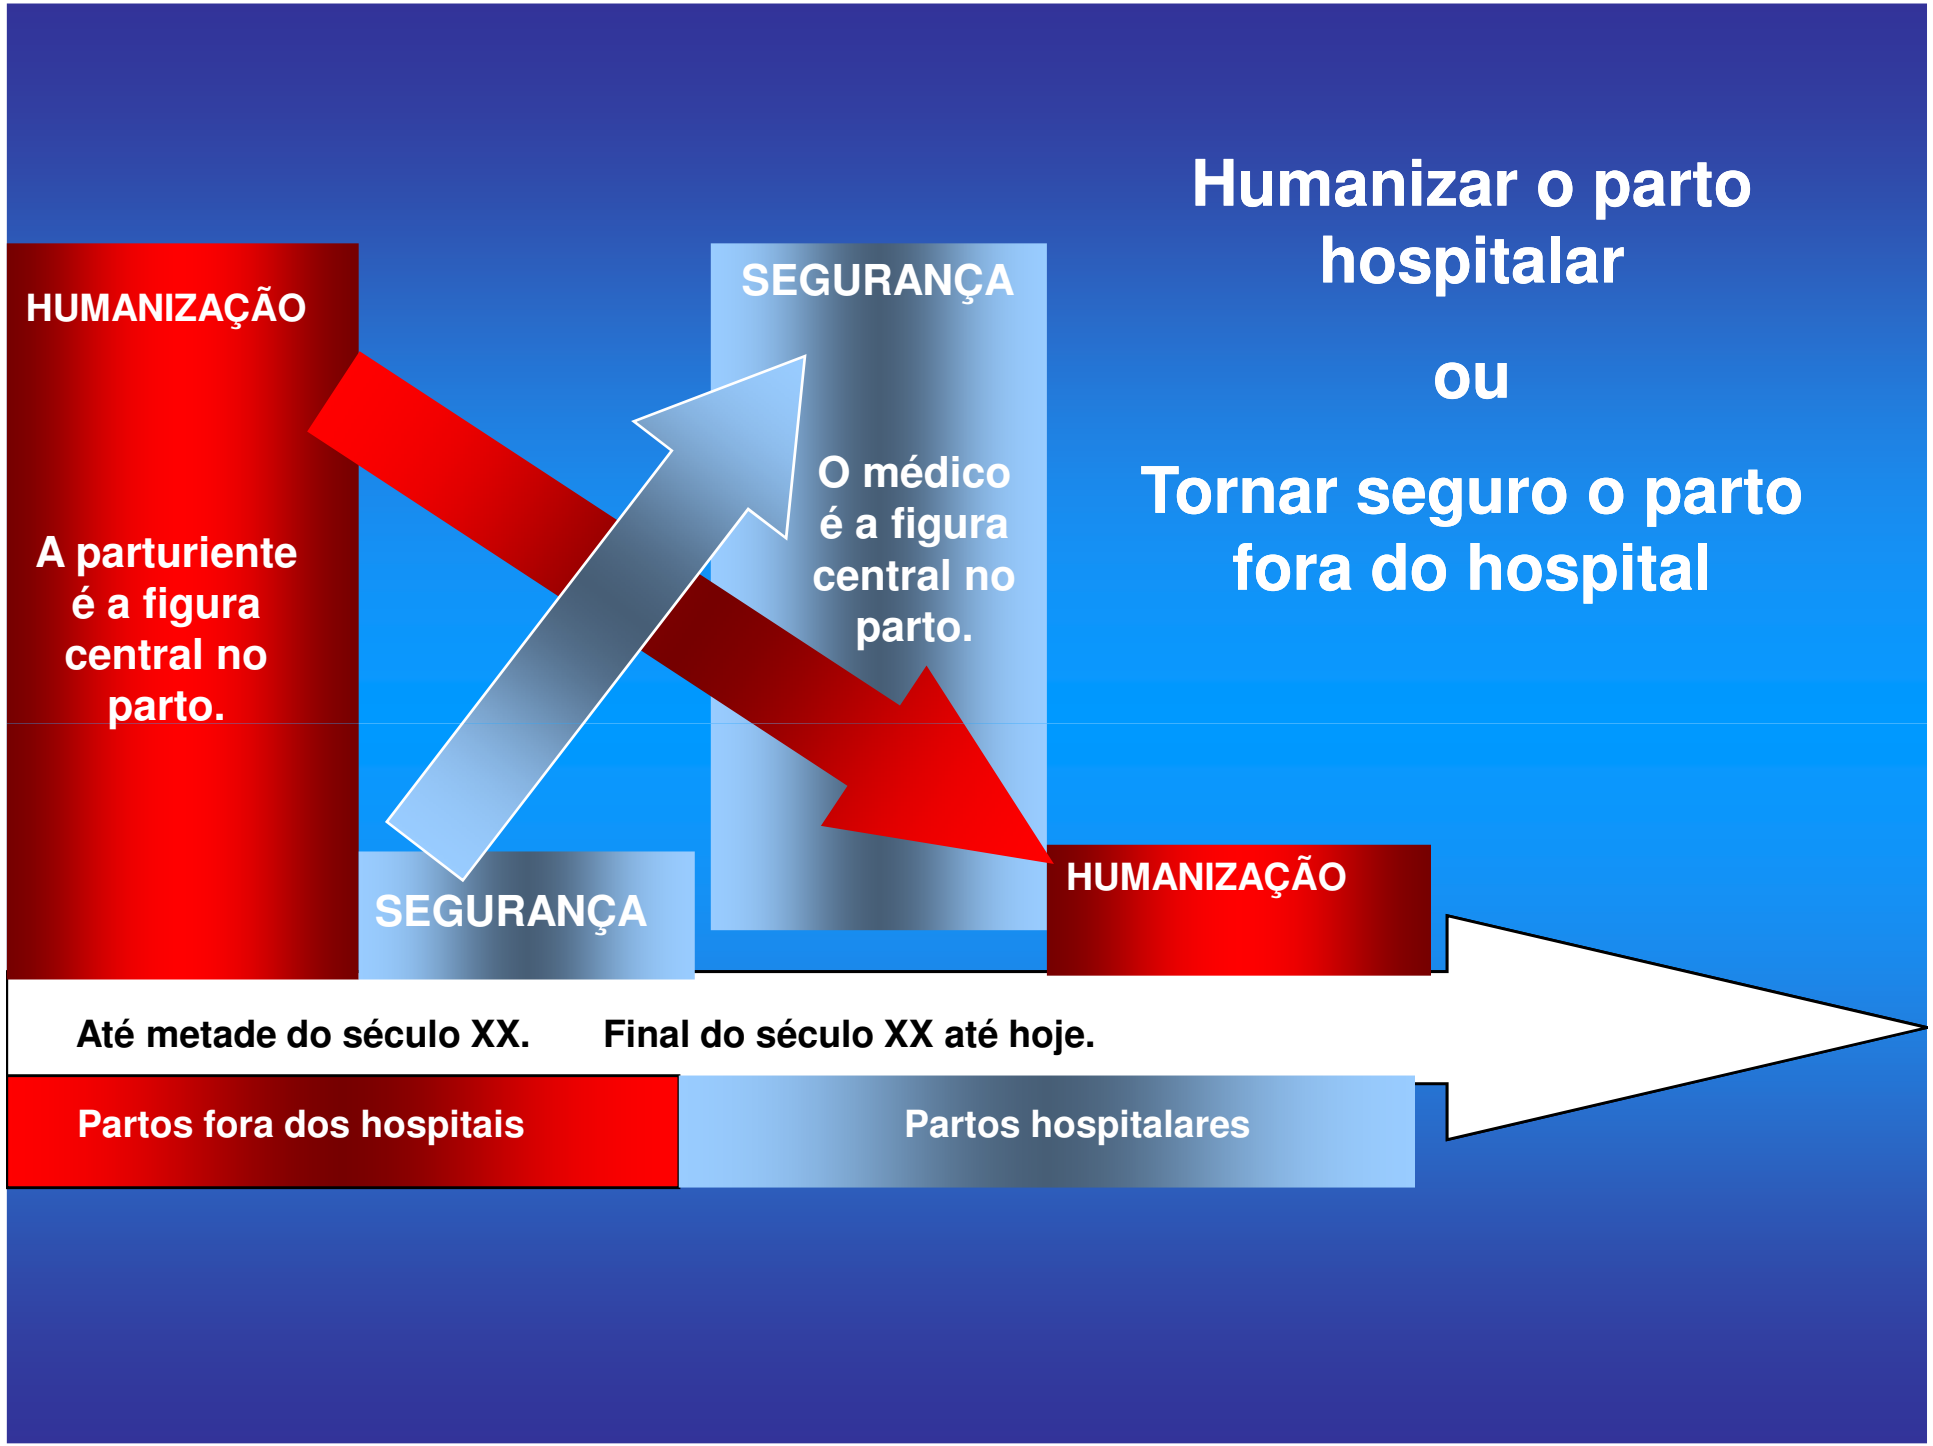 Humanizar o parto
hospitalar
ou
Tornar seguro o parto
fora do hospital
HUMANIZAÇÃO
A parturiente
é a figura
central no
parto.
SEGURANÇA
SEGURANÇA
O médico
é a figura
central no
parto.
HUMANIZAÇÃO
Até metade do século XX.
Final do século XX até hoje.
Partos fora dos hospitais
Partos hospitalares